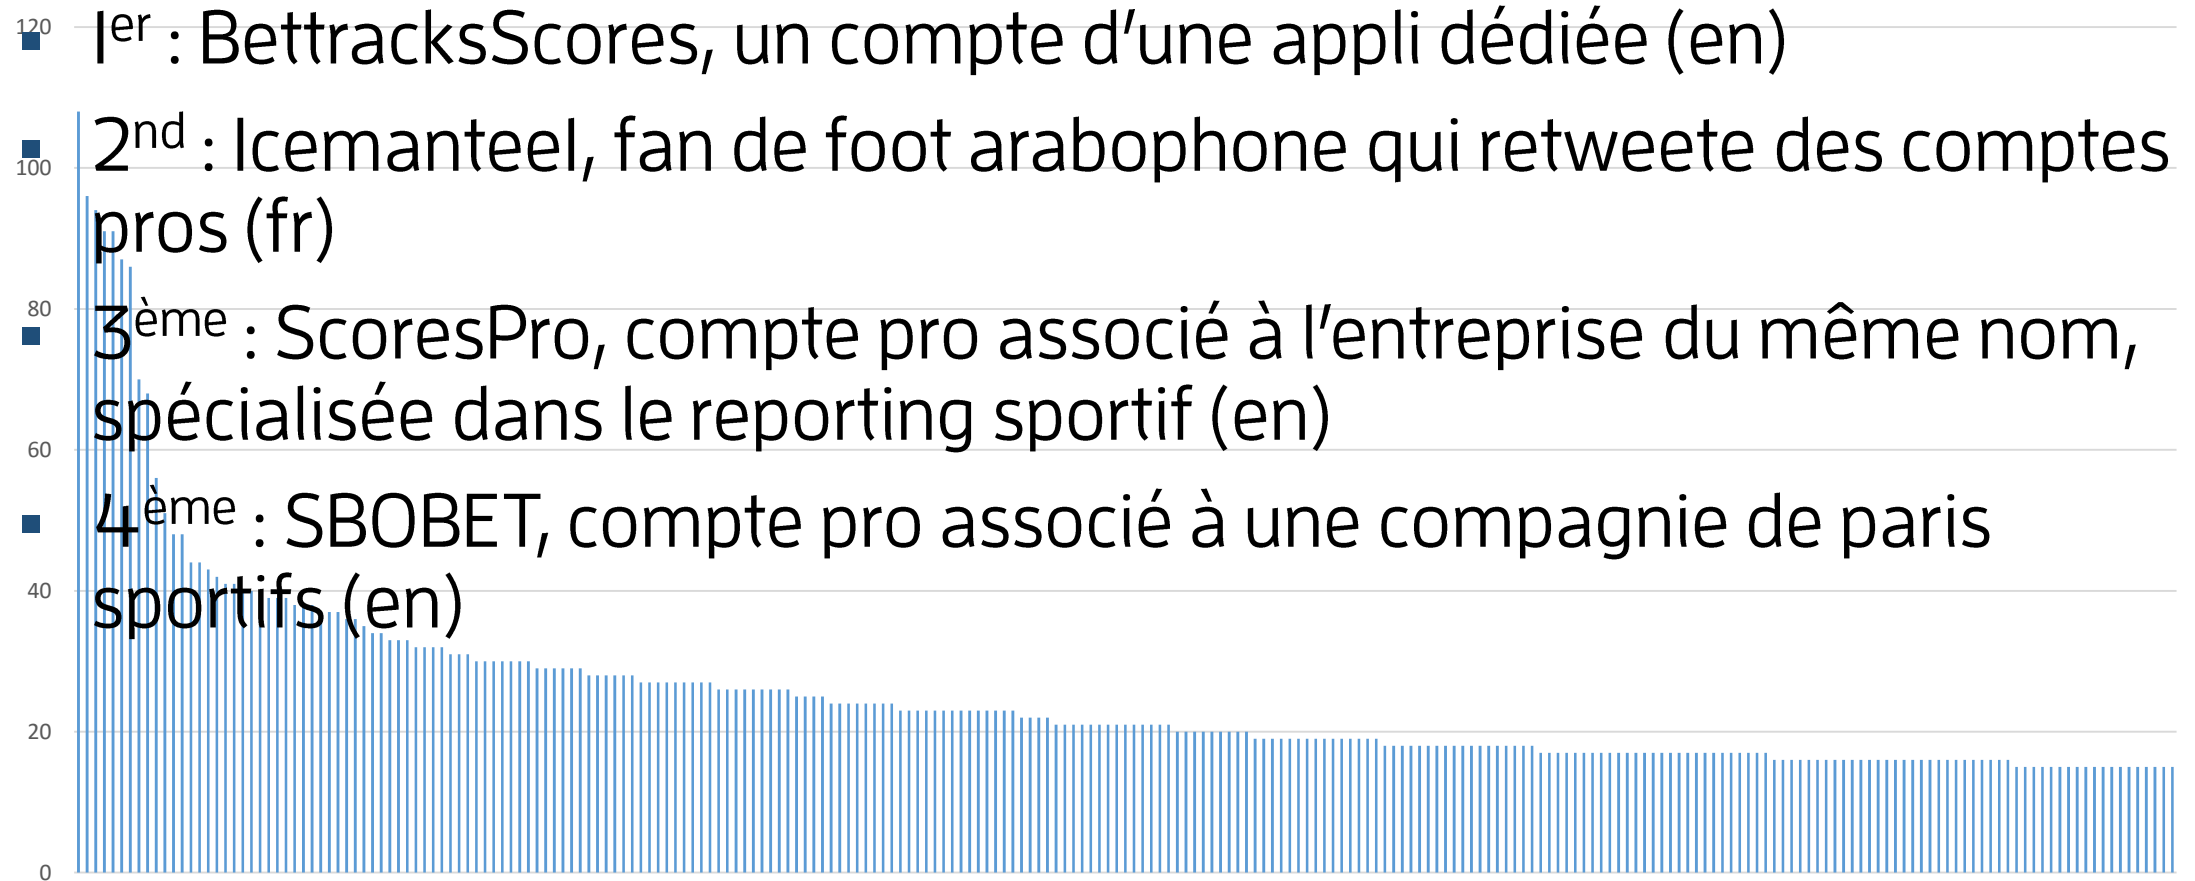 1er : BettracksScores, un compte d'une appli dédiée (en)
2nd : Icemanteel, fan de foot arabophone qui retweete des comptes
pros (fr)
3ème : ScoresPro, compte pro associé à l'entreprise du même nom,
spécialisée dans le reporting sportif (en)
4ème : SBOBET, compte pro associé à une compagnie de paris
sportifs (en)
120
100
80
60
40
20
0